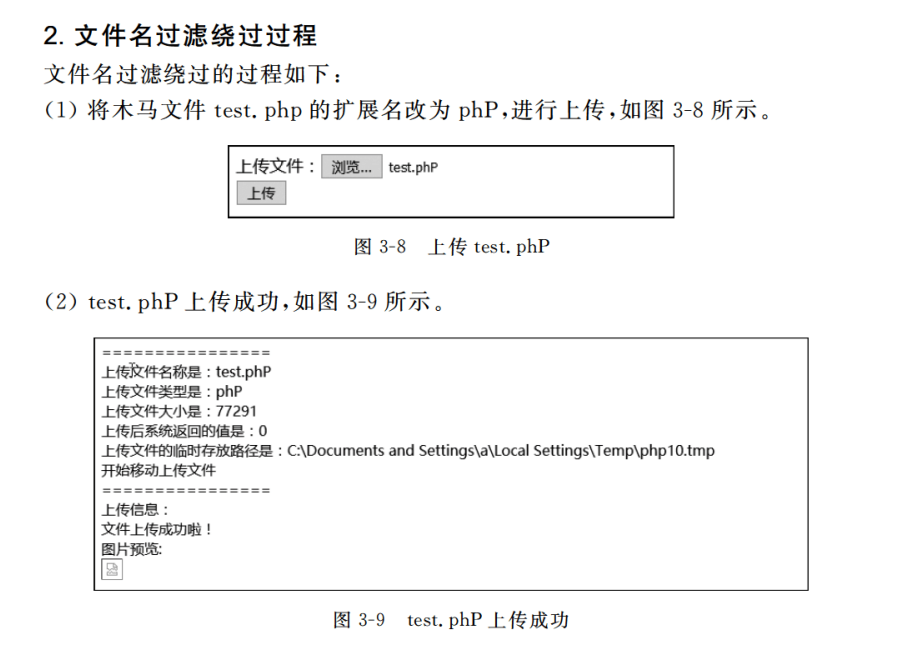 2. 文件名过滤绕过过程
文件名过滤绕过的过程如下：
（1）将木马文件 test. php 的扩展名改为 phP，进行上传，如图 3-8 所示。
上传文件：浏览... test.phP
上传
图 3-8 上传 test. phP
（2）test. phP 上传成功，如图 3-9 所示。
================
上传文件名称是：test.phP
上传文件类型是：phP
上传文件大小是：77291
上传后系统返回的值是：0
上传文件的临时存放路径是：C:\Documents and Settings\a\Local Settings\Temp\php10.tmp
开始移动上传文件
================
上传信息：
文件上传成功啦！
图片预览:
图 3-9 test. phP 上传成功